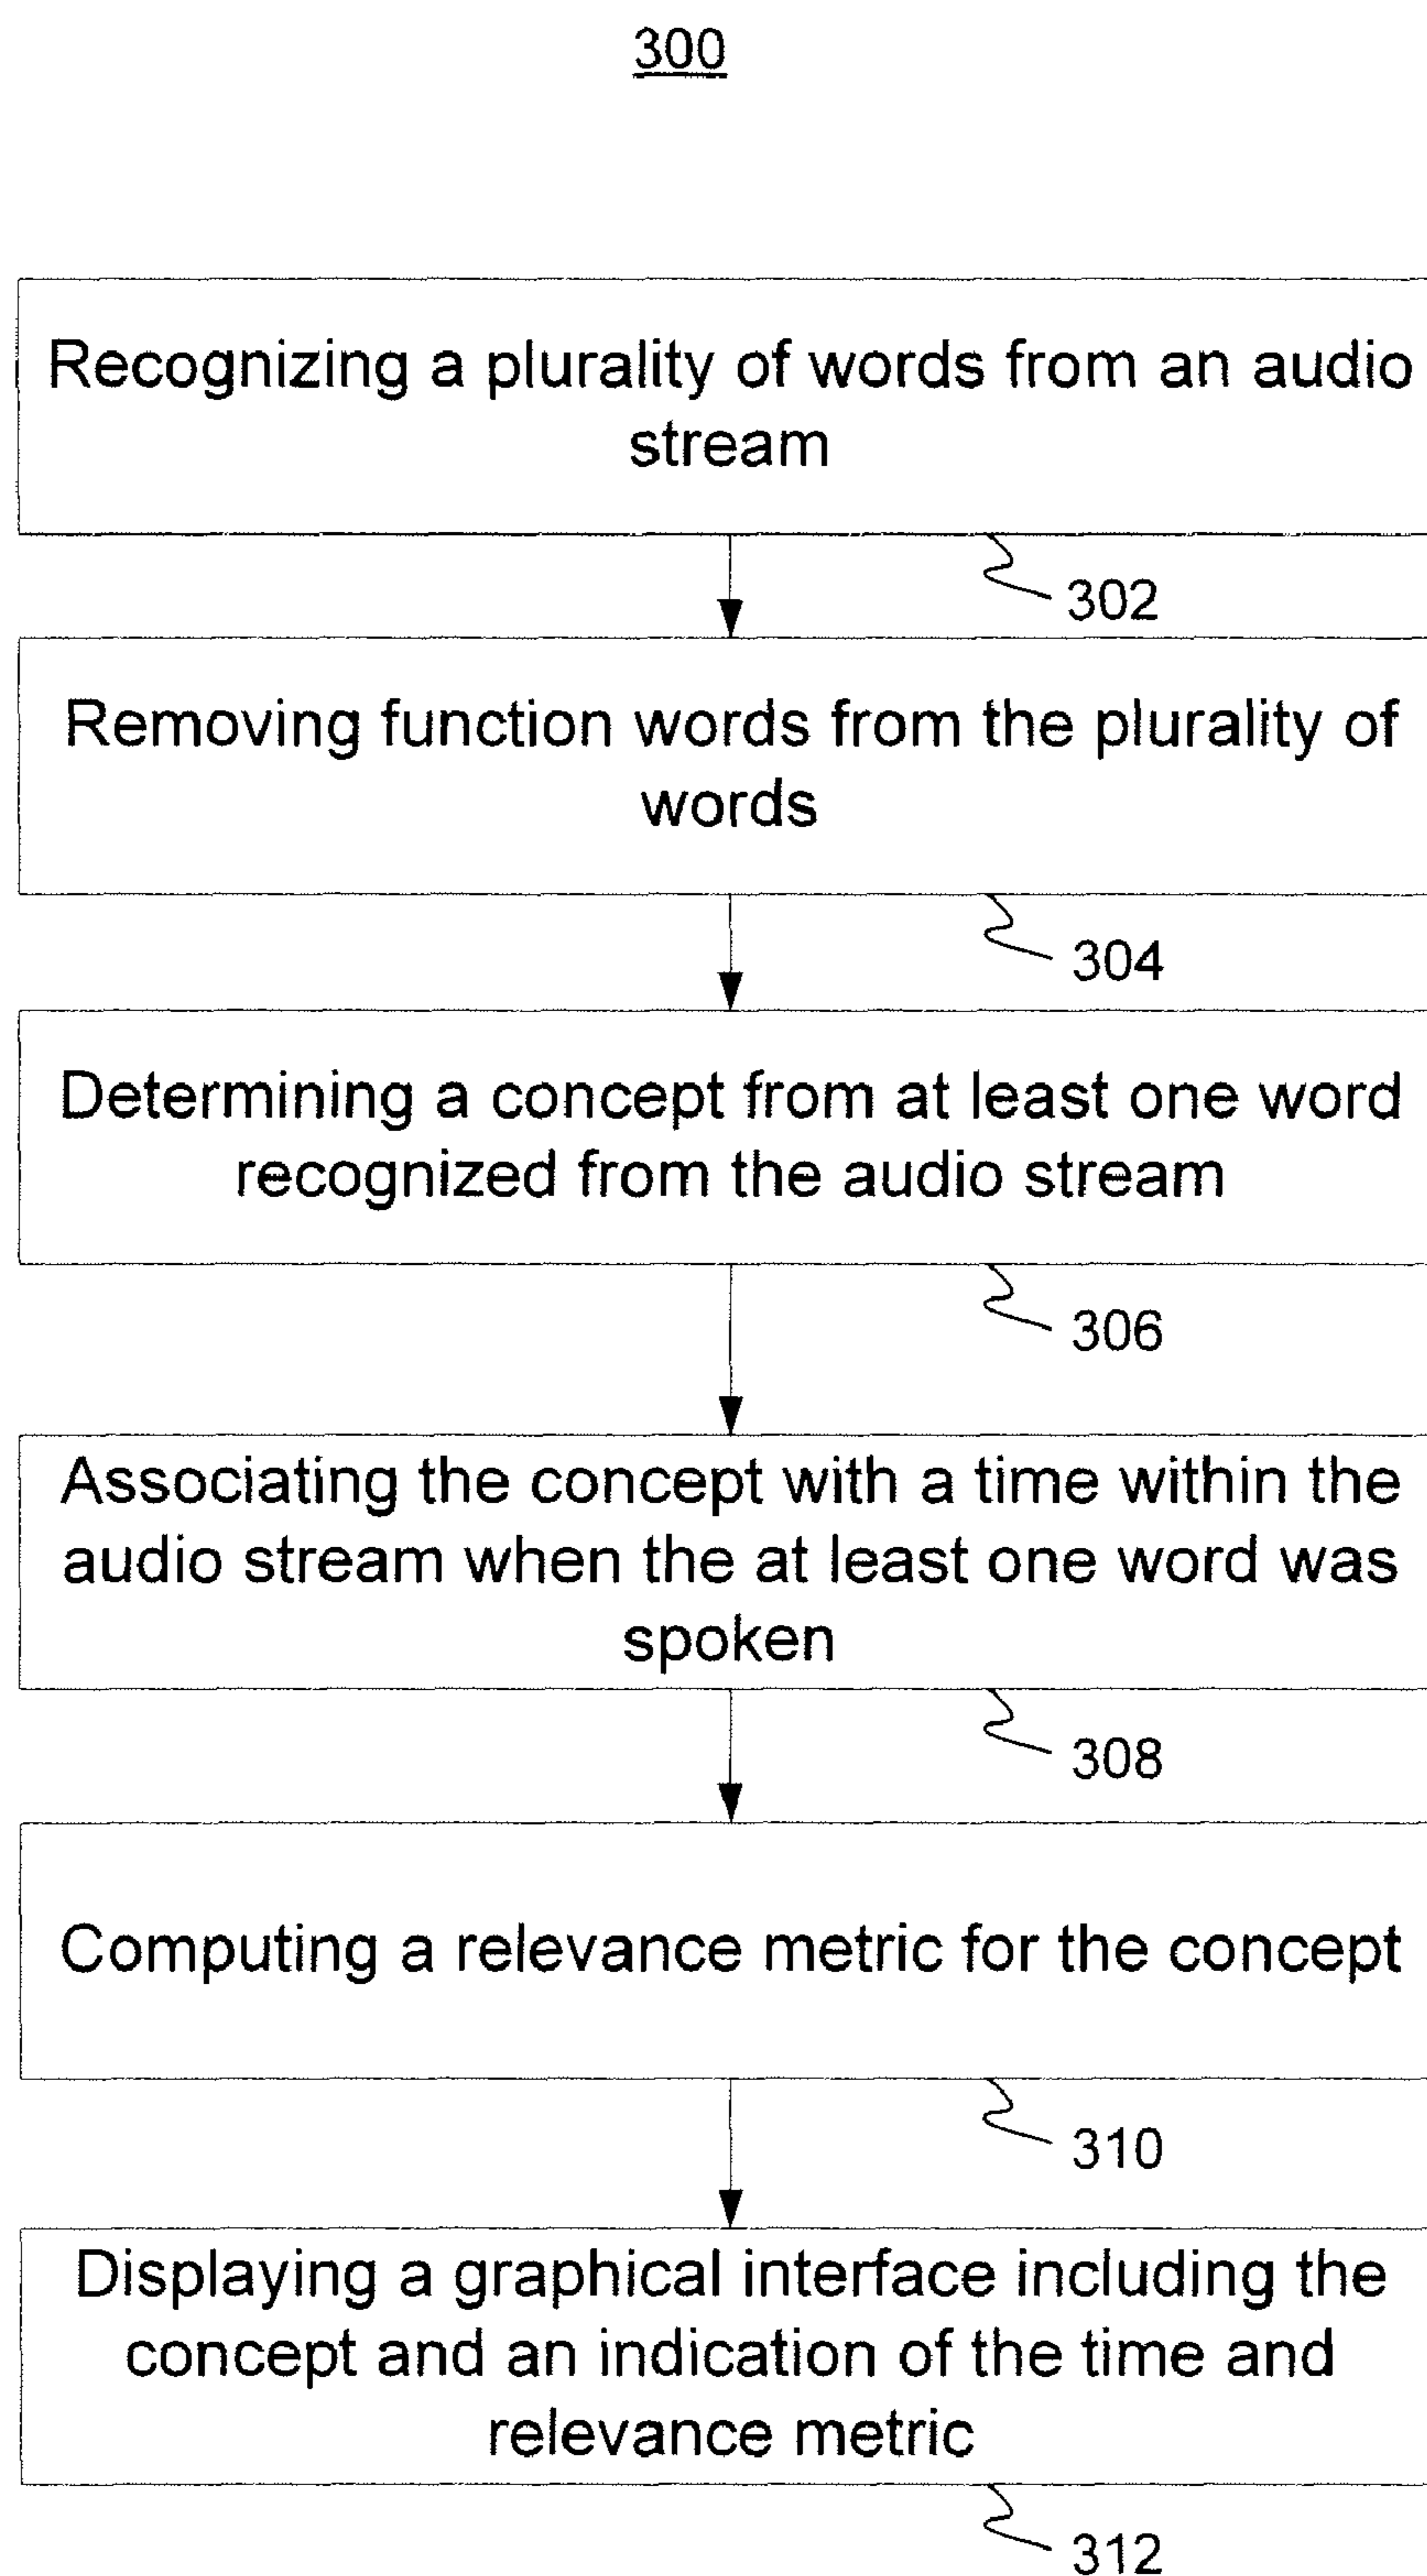 300
Recognizing a plurality of words from an audio
stream
302
Removing function words from the plurality of
words
304
Determining a concept from at least one word
recognized from the audio stream
306
Associating the concept with a time within the
audio stream when the at least one word was
spoken
308
Computing a relevance metric for the concept
310
Displaying a graphical interface including the
concept and an indication of the time and
relevance metric
312